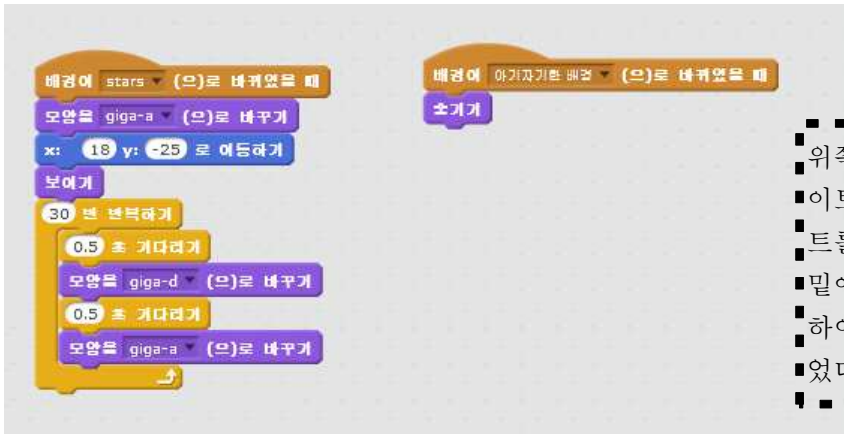 배경이 stars (으)로 바뀌었을 때
모양을 giga-a (으)로 바꾸기
x: 18 y: -25 로 이동하기
보이기
30 번 반복하기
0.5 초 기다리기
모양을 giga-d (으)로 바꾸기
0.5 초 기다리기
모양을 giga-a (으)로 바꾸기
배경이 아기자기한 배경 (으)로 바뀌었을 때
숨기기
위쪽
트를
하여
었다